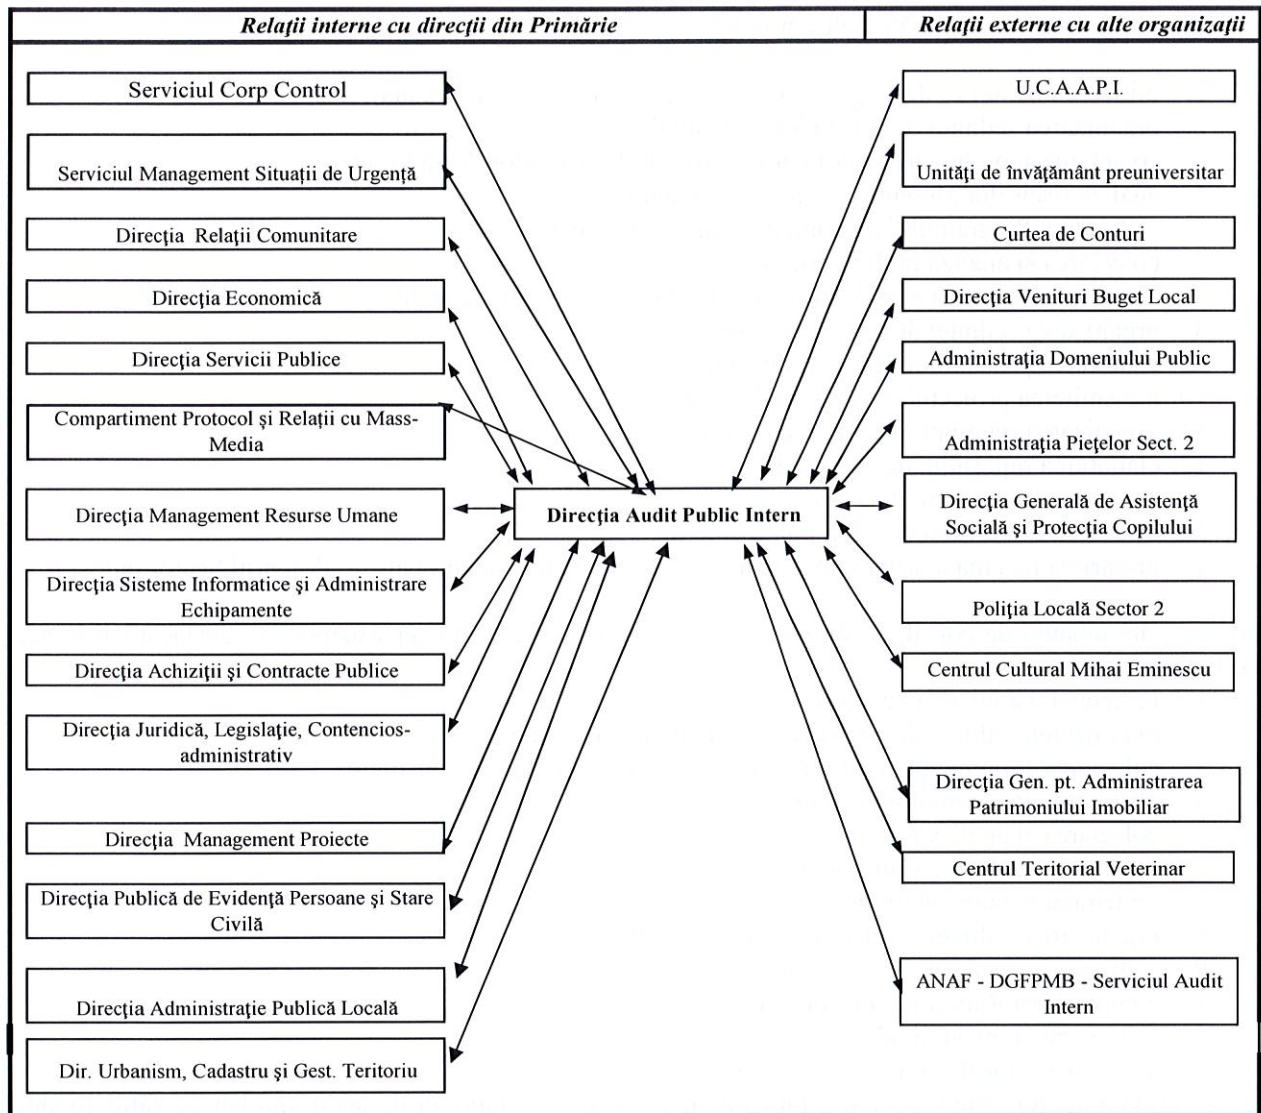 Relaţii interne cu direcţii din Primărie
Relaţii externe cu alte organizaţii
Serviciul Corp Control
Serviciul Management Situații de Urgență
Direcţia Relaţii Comunitare
Direcţia Economică
Direcţia Servicii Publice
Compartiment Protocol și Relații cu Mass-
Media
Direcţia Management Resurse Umane
Direcţia Sisteme Informatice şi Administrare
Echipamente
Direcţia Achiziţii şi Contracte Publice
Direcţia Juridică, Legislaţie, Contencios-
administrativ
Direcţia Management Proiecte
Direcţia Publică de Evidenţă Persoane şi Stare
Civilă
Direcţia Administraţie Publică Locală
Dir. Urbanism, Cadastru şi Gest. Teritoriu
Direcţia Audit Public Intern
U.C.A.A.P.I.
Unităţi de învăţământ preuniversitar
Curtea de Conturi
Direcţia Venituri Buget Local
Administraţia Domeniului Public
Administraţia Pieţelor Sect. 2
Direcţia Generală de Asistenţă
Socială şi Protecţia Copilului
Poliţia Locală Sector 2
Centrul Cultural Mihai Eminescu
Direcţia Gen. pt. Administrarea
Patrimoniului Imobiliar
Centrul Teritorial Veterinar
ANAF - DGFPMB - Serviciul Audit
Intern